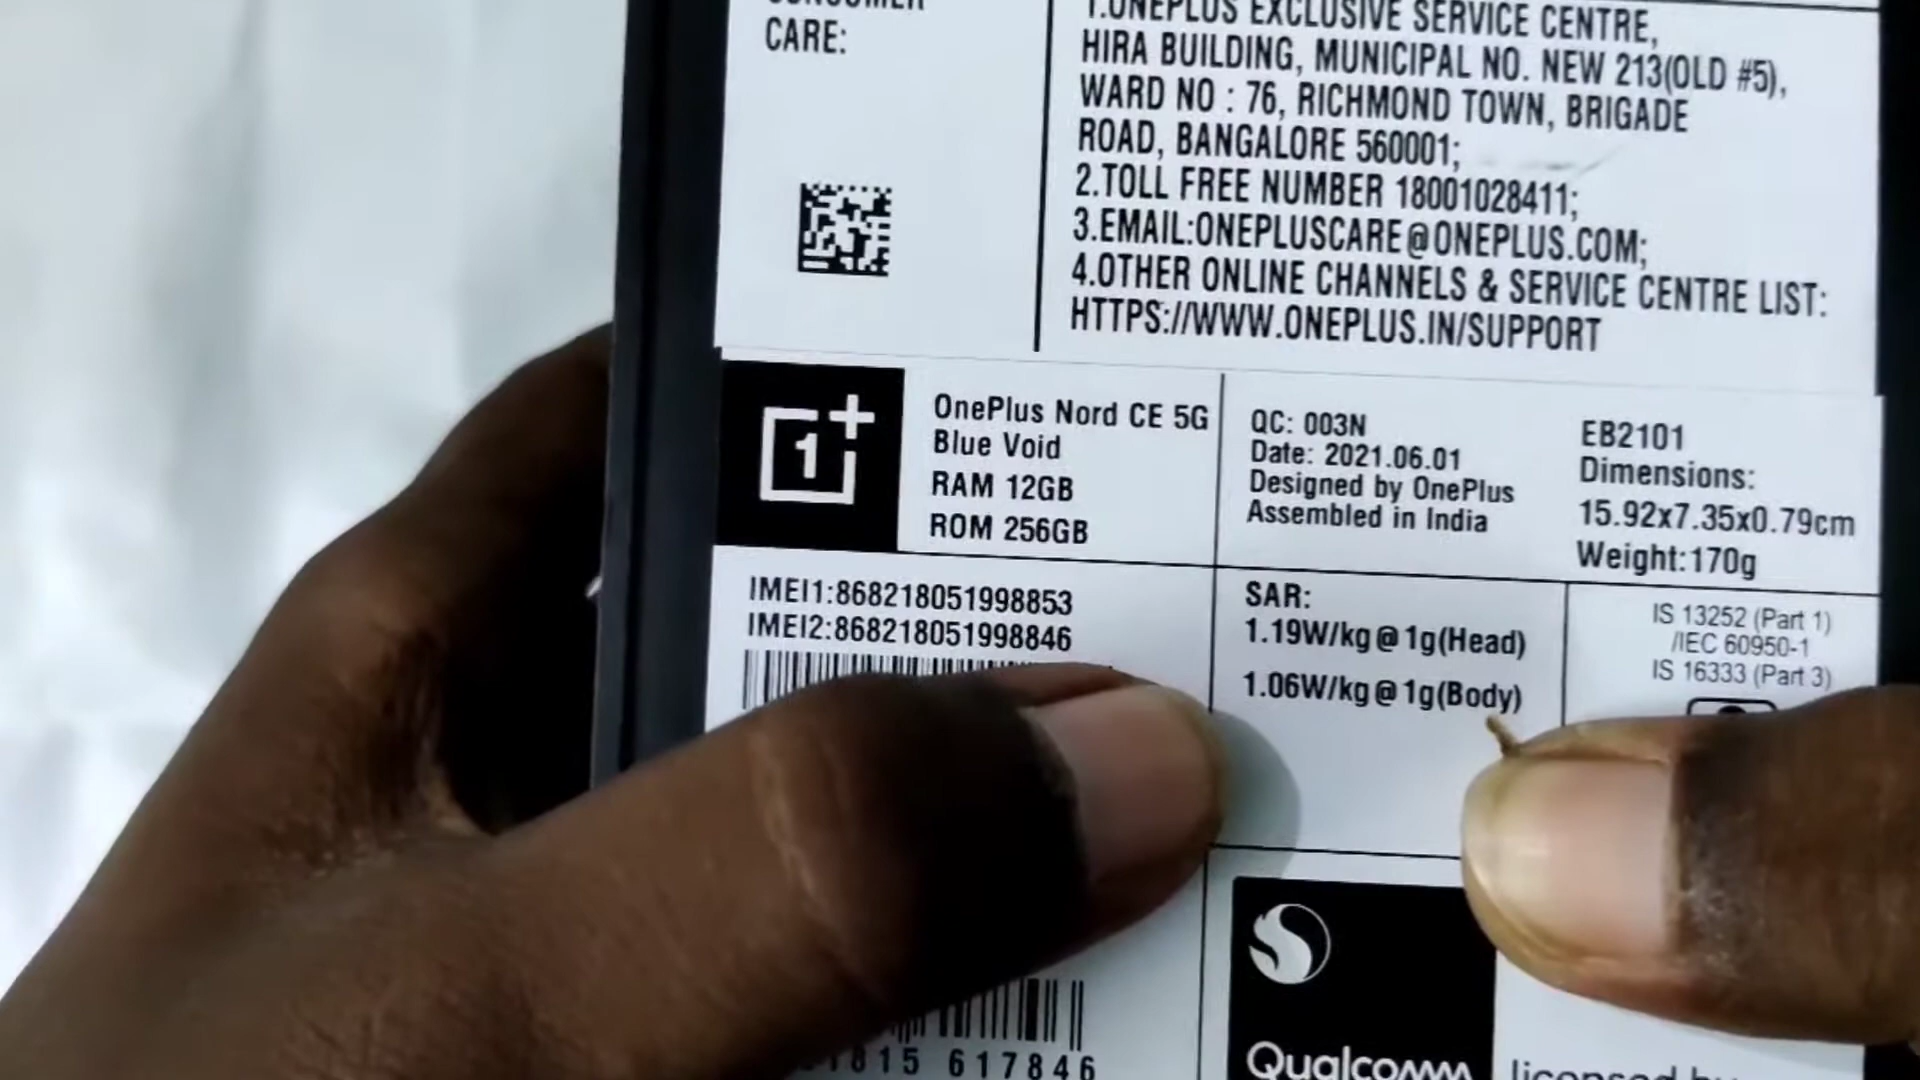 CONSUMER
CARE:
1.ONEPLUS EXCLUSIVE SERVICE CENTRE,
HIRA BUILDING, MUNICIPAL NO. NEW 213(OLD #5),
WARD NO : 76, RICHMOND TOWN, BRIGADE
ROAD, BANGALORE 560001;
2.TOLL FREE NUMBER 18001028411;
3.EMAIL:ONEPLUSCARE@ONEPLUS.COM;
4.OTHER ONLINE CHANNELS & SERVICE CENTRE LIST:
HTTPS://WWW.ONEPLUS.IN/SUPPORT
1+
OnePlus Nord CE 5G
Blue Void
RAM 12GB
ROM 256GB
QC: 003N
Date: 2021.06.01
Designed by OnePlus
Assembled in India
EB2101
Dimensions:
15.92x7.35x0.79cm
Weight:170g
IMEI1:868218051998853
IMEI2:868218051998846
SAR:
1.19W/kg@1g(Head)
1.06W/kg@1g(Body)
IS 13252 (Part 1)
/IEC 60950-1
IS 16333 (Part 3)
1815 617846
Qualcomm
licensed by